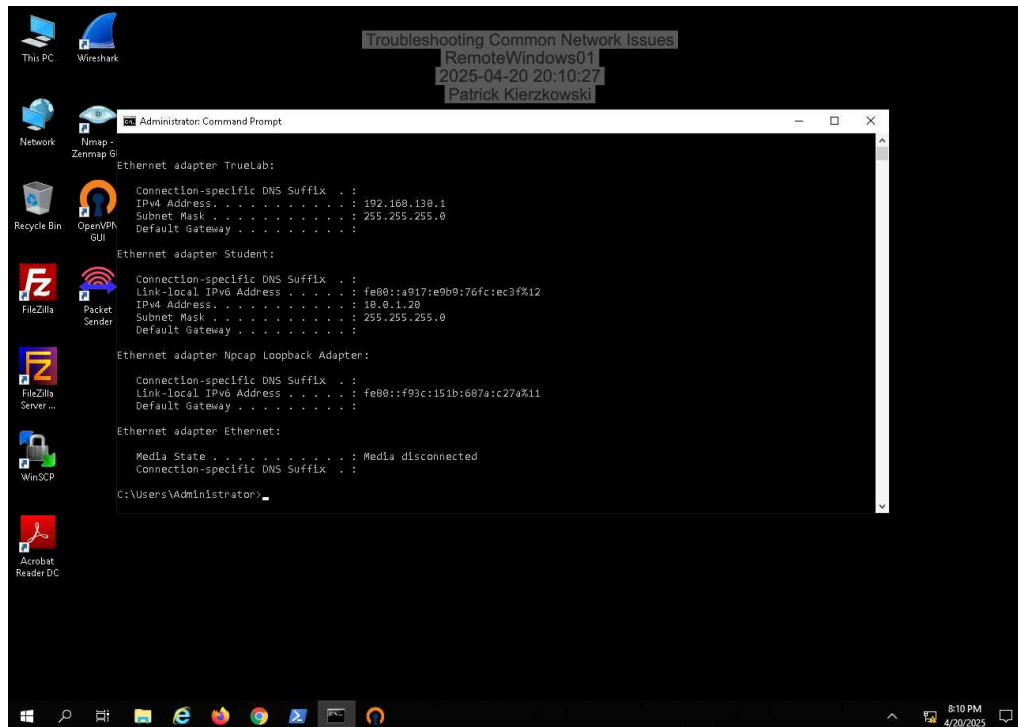 Troubleshooting Common Network Issues
RemoteWindows01
2025-04-20 20:10:27
Patrick Kierzkowski
This PC
Wireshark
Network
Nmap -
Zenmap G
Recycle Bin
OpenVPN
GUI
FileZilla
Packet
Sender
FileZilla
Server ...
WinSCP
Acrobat
Reader DC
Administrator: Command Prompt
Ethernet adapter TrueLab:
Connection-specific DNS Suffix . :
IPv4 Address. . . . . . . . . . . : 192.168.130.1
Subnet Mask . . . . . . . . . . . : 255.255.255.0
Default Gateway . . . . . . . . . :
Ethernet adapter Student:
Connection-specific DNS Suffix . :
Link-local IPv6 Address . . . . . : fe80::a917:e9b9:76fc:ec3f%12
IPv4 Address. . . . . . . . . . . : 10.0.1.20
Subnet Mask . . . . . . . . . . . : 255.255.255.0
Default Gateway . . . . . . . . . :
Ethernet adapter Npcap Loopback Adapter:
Connection-specific DNS Suffix . :
Link-local IPv6 Address . . . . . : fe80::f93c:151b:687a:c27a%11
Default Gateway . . . . . . . . . :
Ethernet adapter Ethernet:
Media State . . . . . . . . . . . : Media disconnected
Connection-specific DNS Suffix . :
C:\Users\Administrator>
8:10 PM
4/20/2025